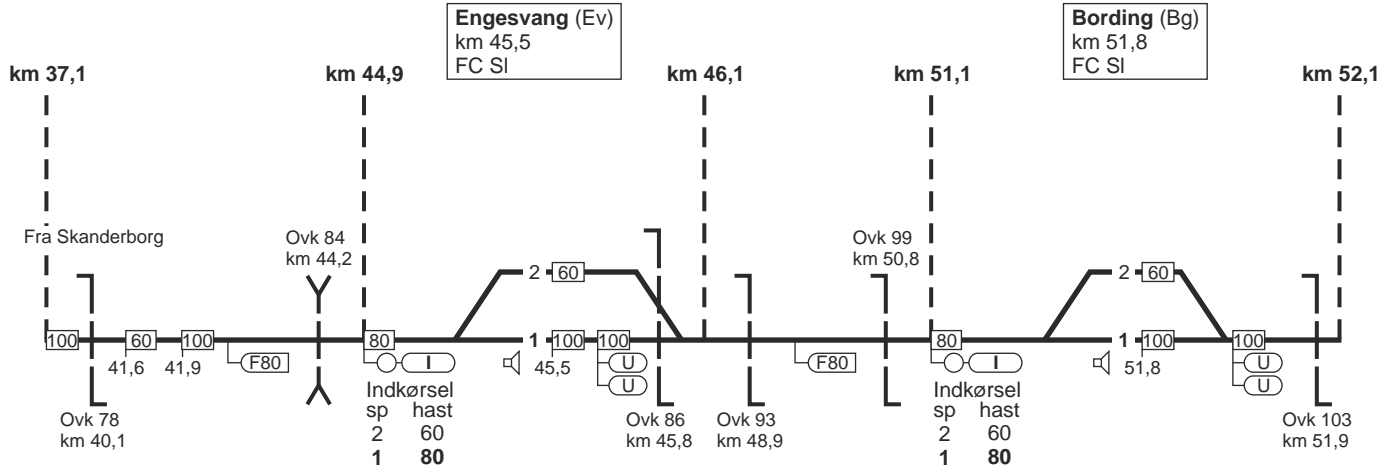 Engesvang (Ev)
km 45,5
FC SI
Bording (Bg)
km 51,8
FC SI
km 37,1
km 44,9
km 46,1
km 51,1
km 52,1
Fra Skanderborg
Ovk 84
km 44,2
Ovk 99
km 50,8
2 60
2 60
100 60 100 80 1 100 100 80 1 100 100
41,6 41,9 F80 I 45,5 U F80 I 51,8 U
U
U
Indkørsel
sp hast
2 60
1 80
Indkørsel
sp hast
2 60
1 80
Ovk 78
km 40,1
Ovk 86
km 45,8
Ovk 93
km 48,9
Ovk 103
km 51,9